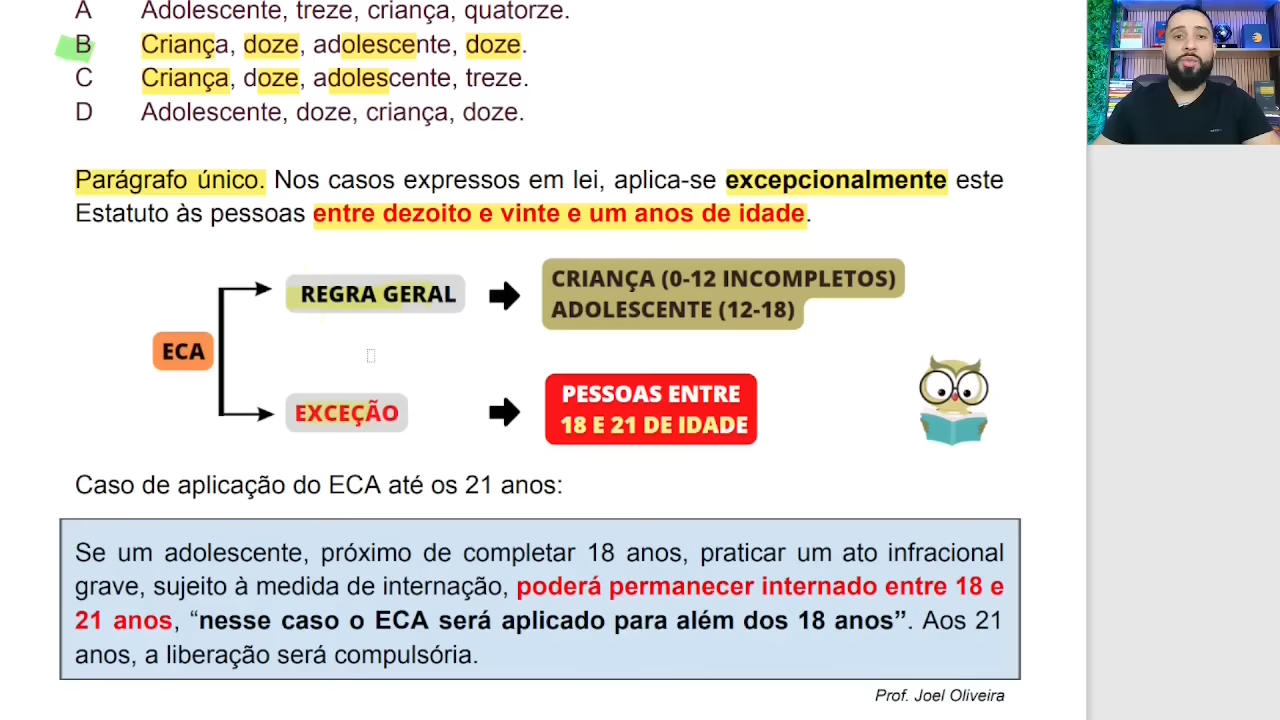 A Adolescente, treze, criança, quatorze.
B Criança, doze, adolescente, doze.
C Criança, doze, adolescente, treze.
D Adolescente, doze, criança, doze.
Parágrafo único. Nos casos expressos em lei, aplica-se excepcionalmente este
Estatuto às pessoas entre dezoito e vinte e um anos de idade.
ECA
REGRA GERAL
CRIANÇA (0-12 INCOMPLETOS)
ADOLESCENTE (12-18)
EXCEÇÃO
PESSOAS ENTRE
18 E 21 DE IDADE
Caso de aplicação do ECA até os 21 anos:
Se um adolescente, próximo de completar 18 anos, praticar um ato infracional
grave, sujeito à medida de internação, poderá permanecer internado entre 18 e
21 anos, “nesse caso o ECA será aplicado para além dos 18 anos”. Aos 21
anos, a liberação será compulsória.
Prof. Joel Oliveira